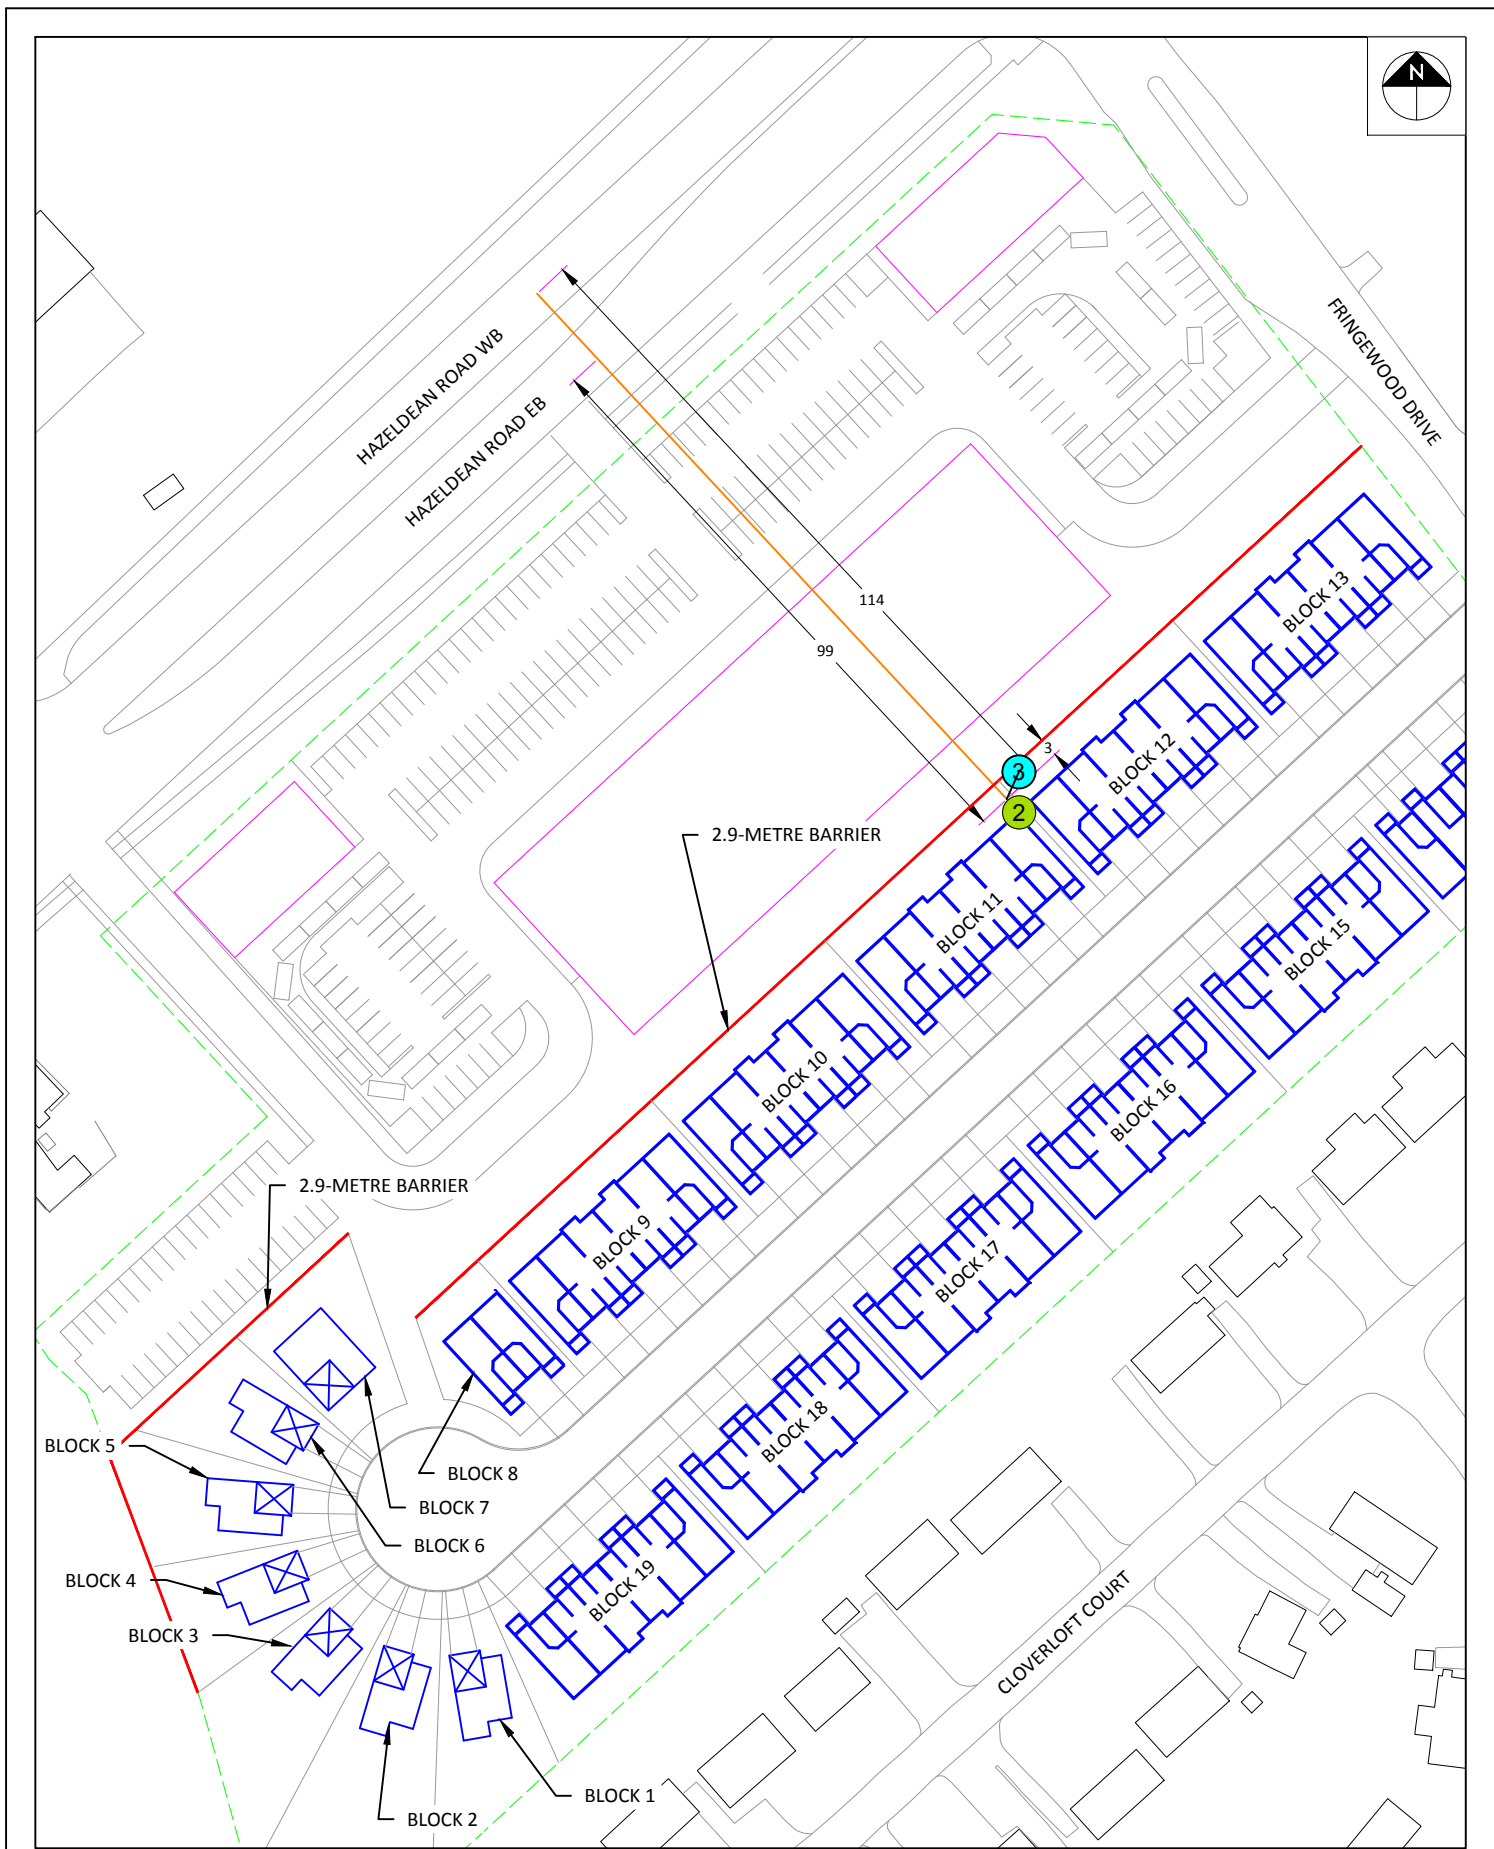 N
HAZELDEAN ROAD WB
HAZELDEAN ROAD EB
FRINGEWOOD DRIVE
114
99
3
3
2
BLOCK 13
BLOCK 12
2.9-METRE BARRIER
BLOCK 11
BLOCK 15
BLOCK 10
BLOCK 16
2.9-METRE BARRIER
BLOCK 9
BLOCK 17
BLOCK 5
BLOCK 18
BLOCK 8
BLOCK 7
BLOCK 6
BLOCK 4
BLOCK 19
BLOCK 3
CLOVERLOFT COURT
BLOCK 1
BLOCK 2